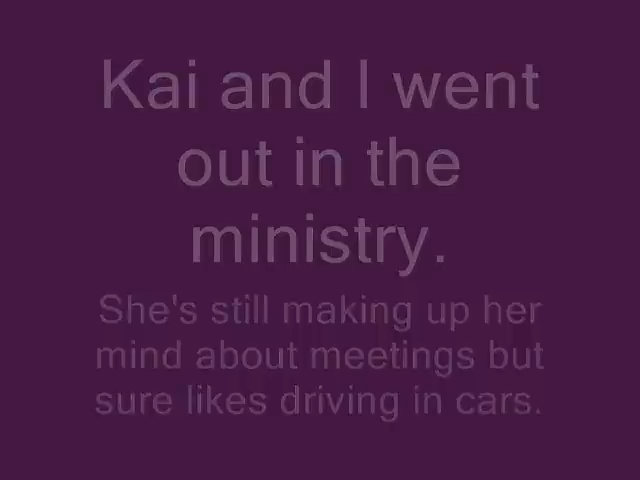 Kai and I went
out in the
ministry.
She's still making up her
mind about meetings but
sure likes driving in cars.